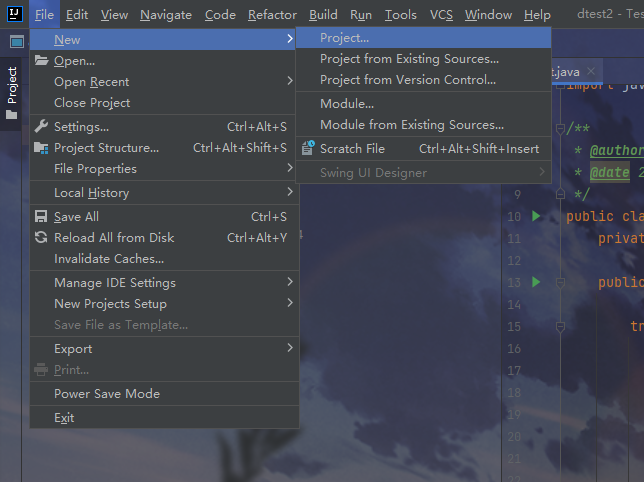 File Edit View Navigate Code Refactor Build Run Tools VCS Window Help dtest2 - Tes
New
Project...
Open...
Project from Existing Sources...
Open Recent
Project from Version Control...
Close Project
Module...
Settings... Ctrl+Alt+S
Module from Existing Sources...
Project Structure... Ctrl+Alt+Shift+S
Scratch File Ctrl+Alt+Shift+Insert
File Properties
Swing UI Designer
Local History
Save All Ctrl+S
Reload All from Disk Ctrl+Alt+Y
Invalidate Caches...
Manage IDE Settings
New Projects Setup
Save File as Template...
Export
Print...
Power Save Mode
Exit
Project
t.java
import jav
/**
* @author
* @date 2
9 */
10 public cla
11 privat
12
13 public
14
15 tr
16
17
18
19
20
21
22